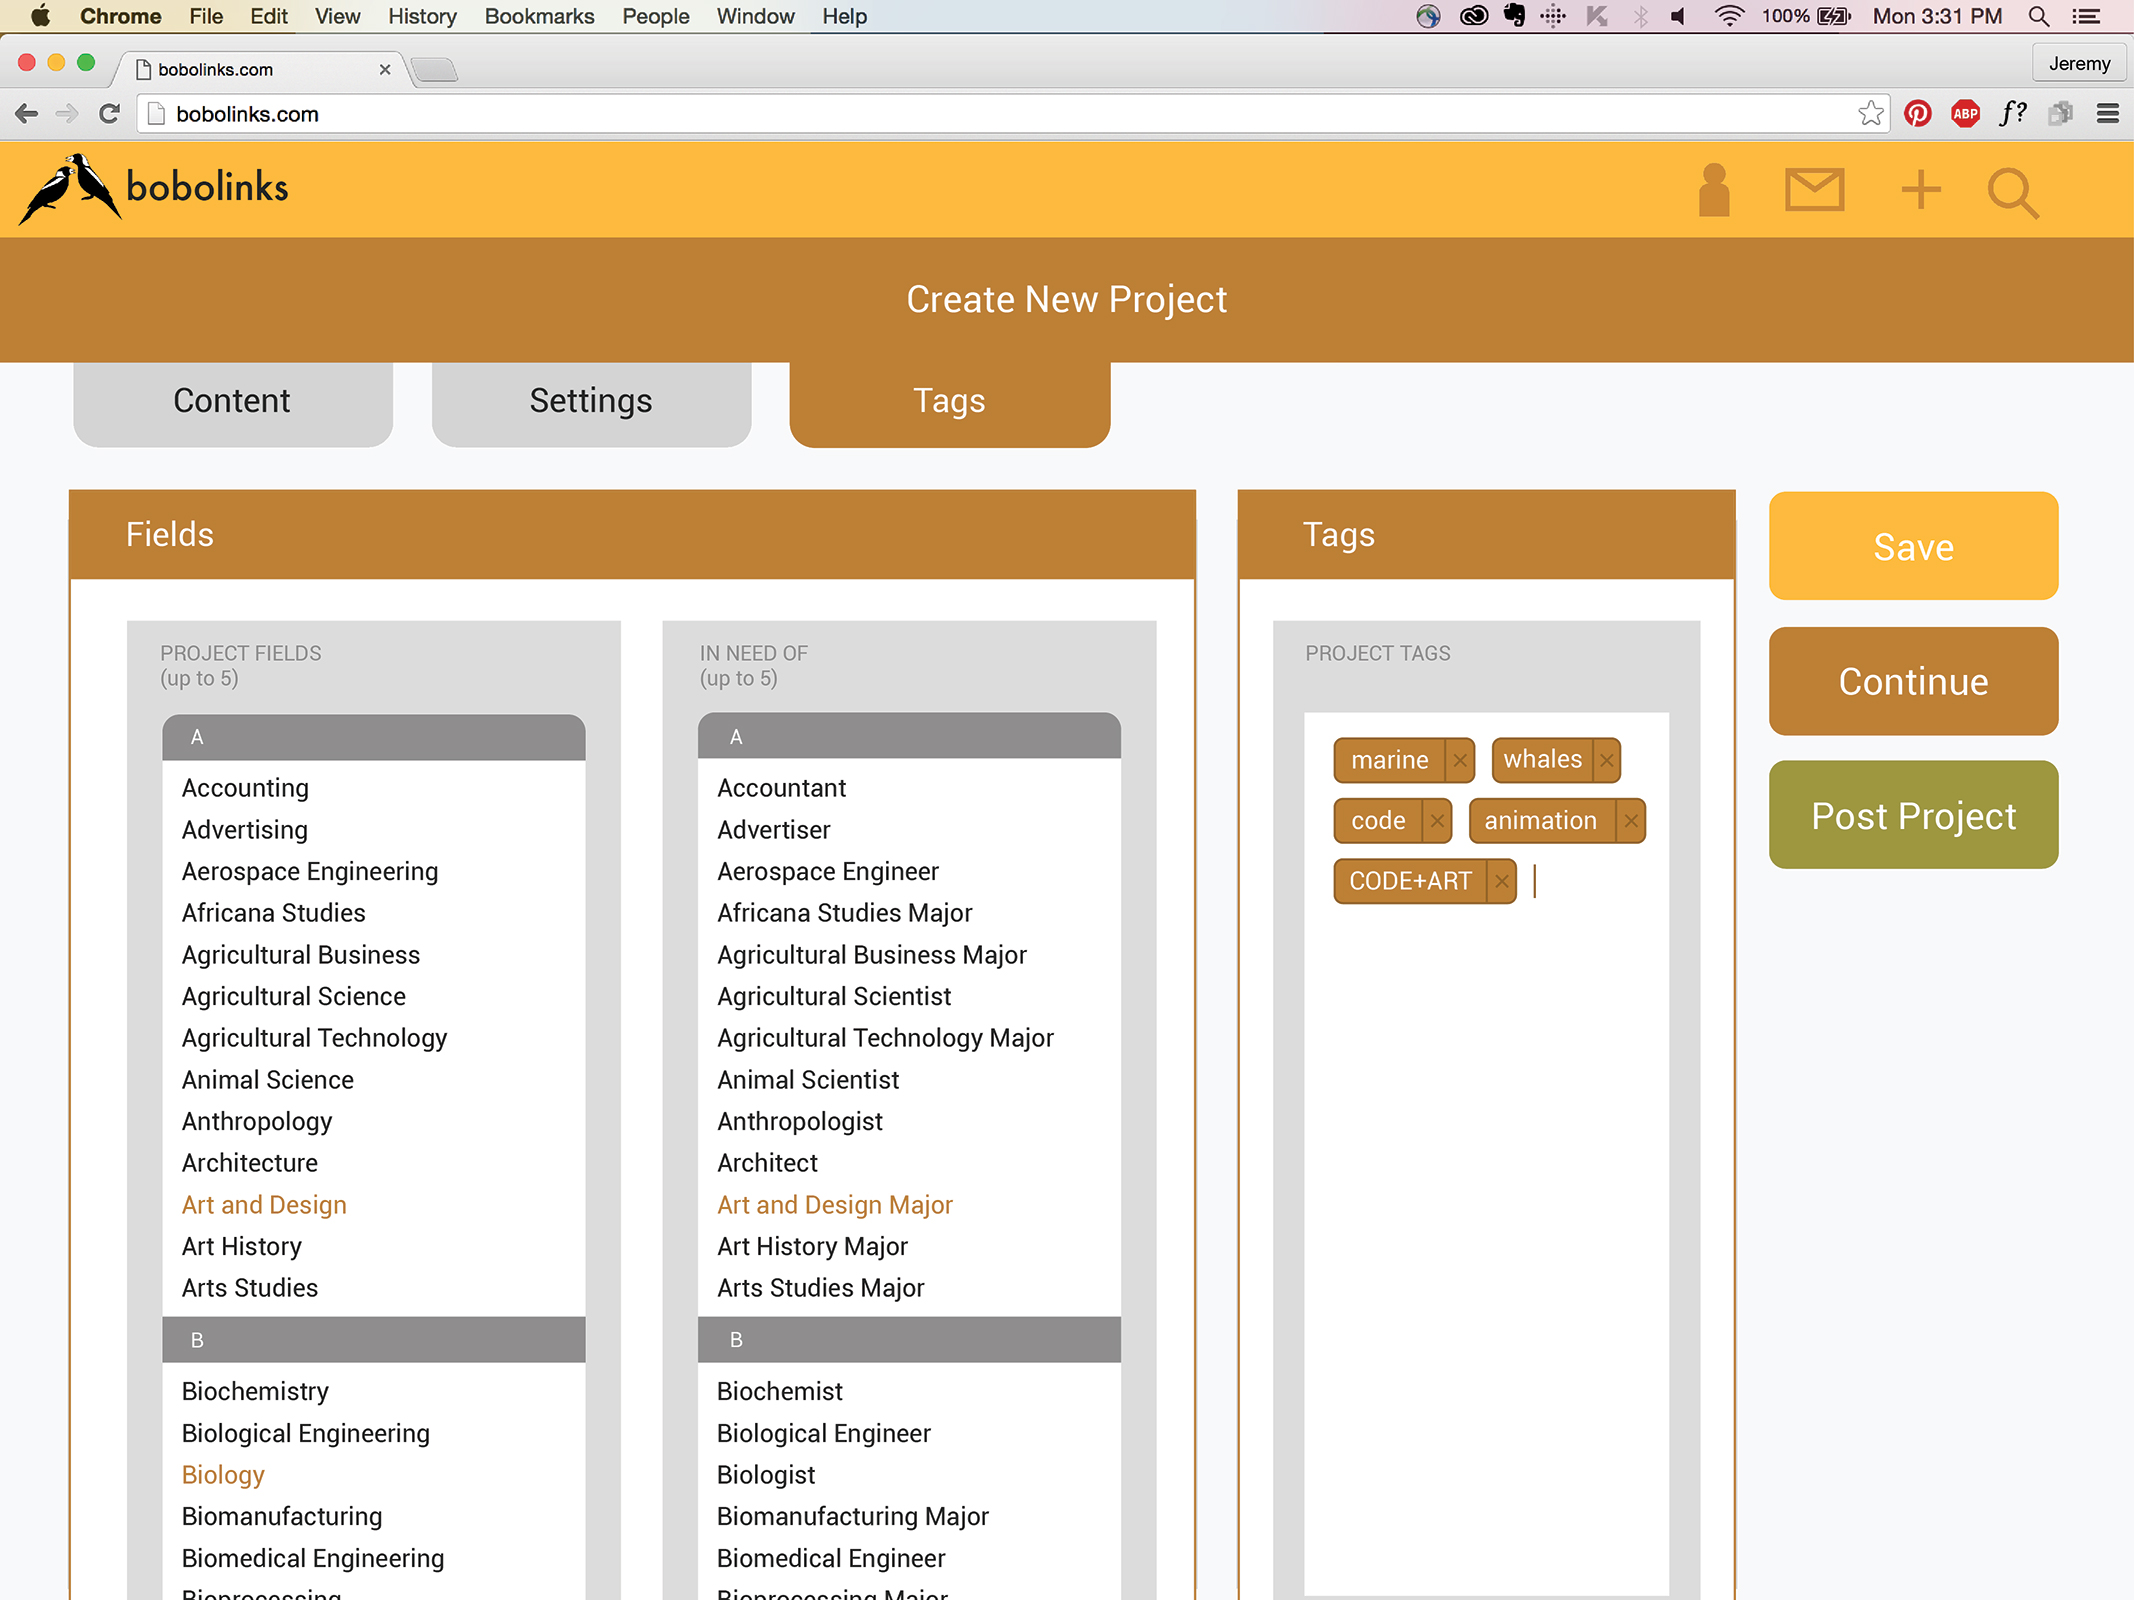 Chrome File Edit View History Bookmarks People Window Help 100% Mon 3:31 PM
bobolinks.com Jeremy
bobolinks.com ABP f?
bobolinks
Create New Project
Content Settings Tags
Fields
PROJECT FIELDS
(up to 5)
A
Accounting
Advertising
Aerospace Engineering
Africana Studies
Agricultural Business
Agricultural Science
Agricultural Technology
Animal Science
Anthropology
Architecture
Art and Design
Art History
Arts Studies
B
Biochemistry
Biological Engineering
Biology
Biomanufacturing
Biomedical Engineering
Bioprocessing
IN NEED OF
(up to 5)
A
Accountant
Advertiser
Aerospace Engineer
Africana Studies Major
Agricultural Business Major
Agricultural Scientist
Agricultural Technology Major
Animal Scientist
Anthropologist
Architect
Art and Design Major
Art History Major
Arts Studies Major
B
Biochemist
Biological Engineer
Biologist
Biomanufacturing Major
Biomedical Engineer
Bioprocessing Major
Tags
PROJECT TAGS
marine whales
code animation
CODE+ART
Save
Continue
Post Project